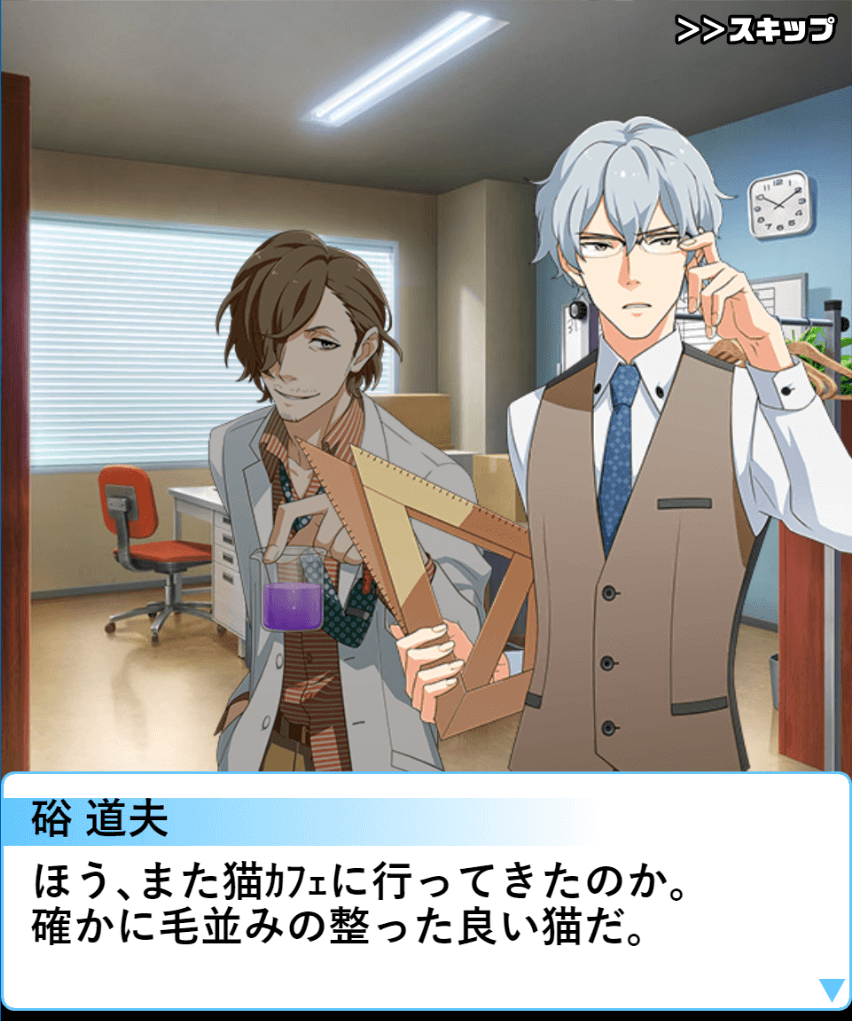 >>スキップ
硲 道夫
ほう、また猫ｶﾌｪに行ってきたのか。
確かに毛並みの整った良い猫だ。